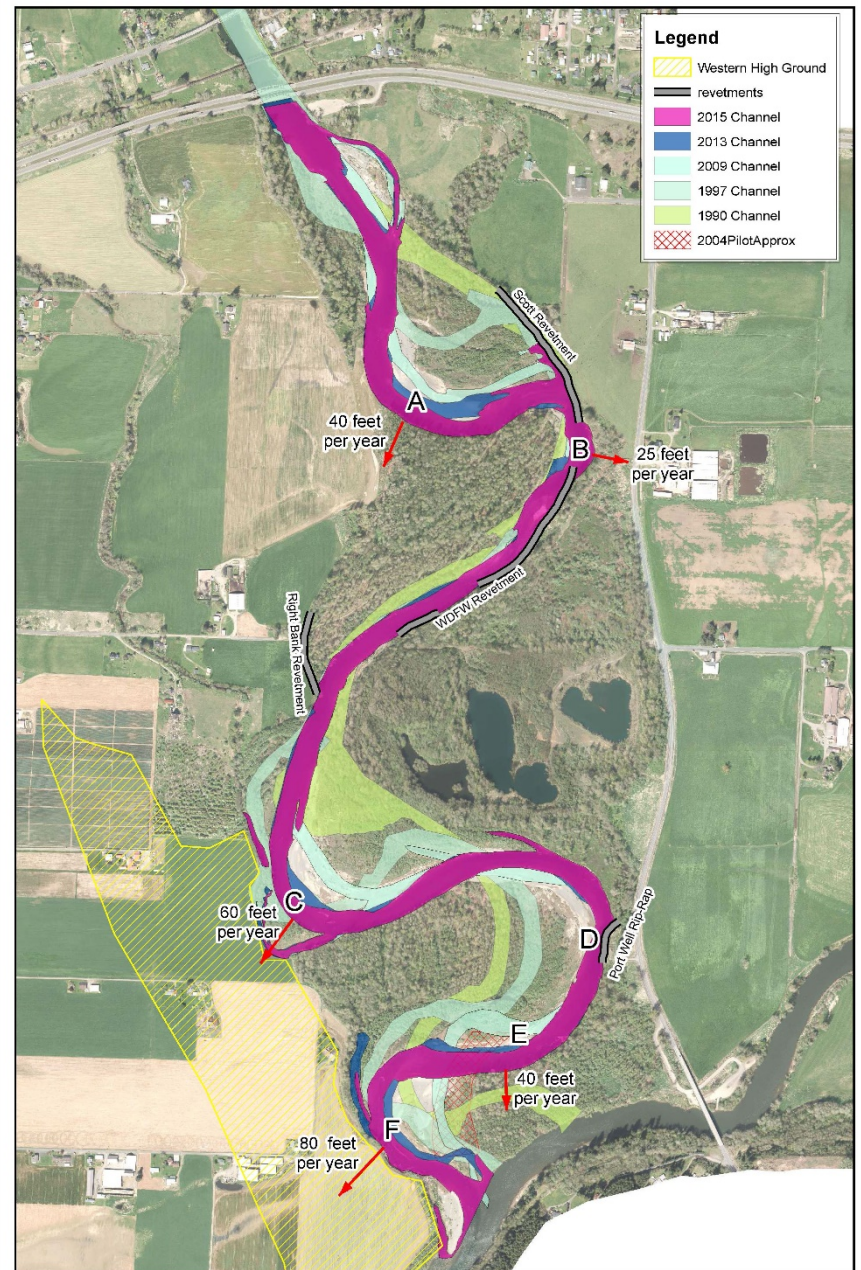 Legend
Western High Ground
revetments
2015 Channel
2013 Channel
2009 Channel
1997 Channel
1990 Channel
2004PilotApprox
Scott Revetment
A
40 feet
per year
B
25 feet
per year
WDFW Revetment
Right Bank Revetment
C
60 feet
per year
D
Port Well Rip-Rap
E
40 feet
per year
F
80 feet
per year